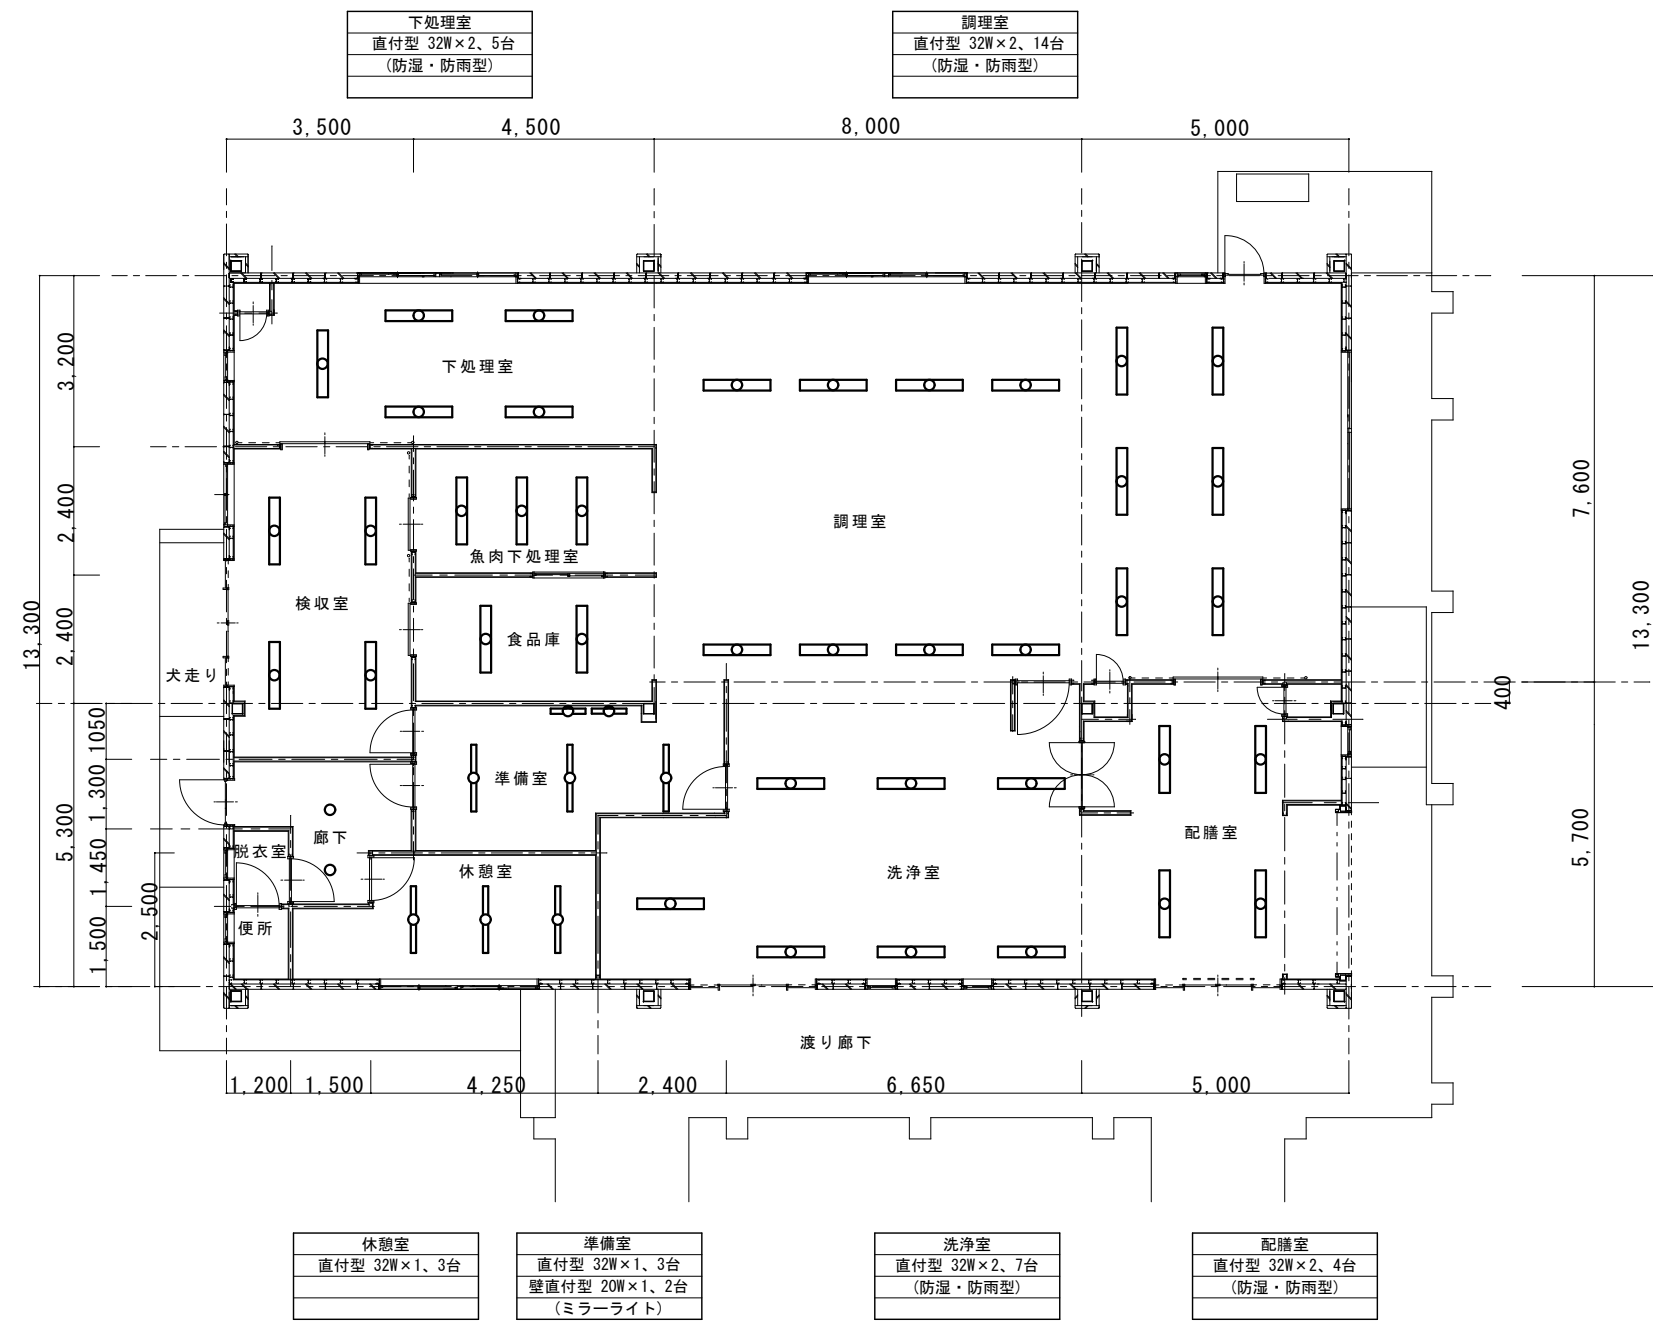 下処理室
直付型 32W×2、5台
(防湿・防雨型)
調理室
直付型 32W×2、14台
(防湿・防雨型)
3,500
4,500
8,000
5,000
3,200
2,400
2,400
13,300
1050
1,300
1,450
1,500
5,300
2,500
7,600
400
5,700
13,300
下処理室
調理室
魚肉下処理室
検収室
食品庫
犬走り
準備室
廊下
脱衣室
休憩室
便所
洗浄室
配膳室
渡り廊下
1,200
1,500
4,250
2,400
6,650
5,000
休憩室
直付型 32W×1、3台
準備室
直付型 32W×1、3台
壁直付型 20W×1、2台
(ミラーライト)
洗浄室
直付型 32W×2、7台
(防湿・防雨型)
配膳室
直付型 32W×2、4台
(防湿・防雨型)